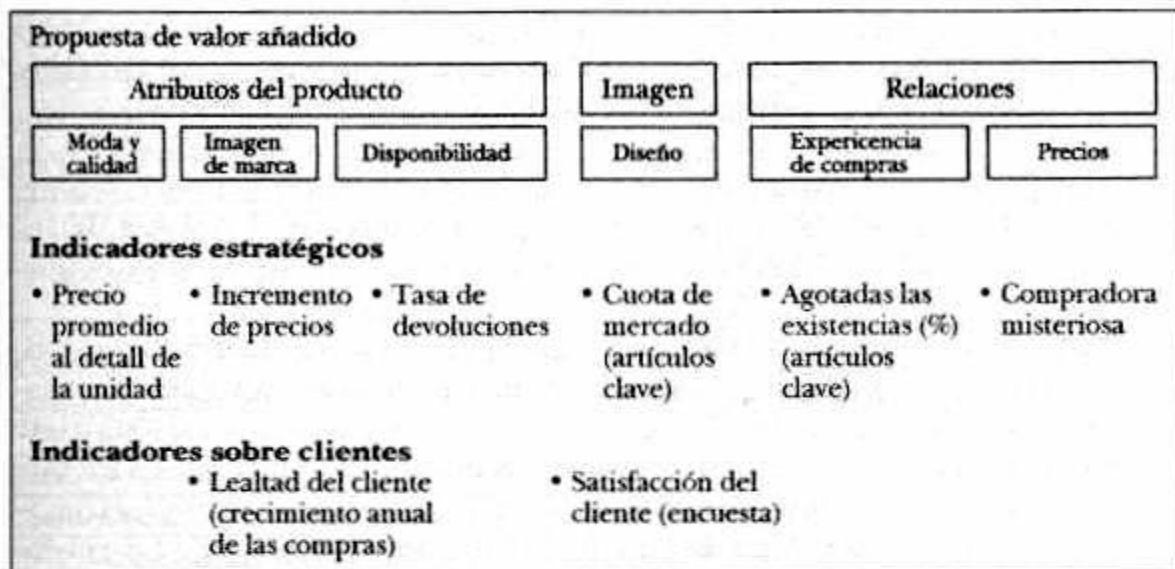 Propuesta de valor añadido
Atributos del producto
Imagen
Relaciones
Moda y
calidad
Imagen
de marca
Disponibilidad
Diseño
Expericencia
de compras
Precios
Indicadores estratégicos
• Precio
promedio
al detall de
la unidad
• Incremento
de precios
• Tasa de
devoluciones
• Cuota de
mercado
(artículos
clave)
• Agotadas las
existencias (%)
(artículos
clave)
• Compradora
misteriosa
Indicadores sobre clientes
• Lealtad del cliente
(crecimiento anual
de las compras)
• Satisfacción del
cliente (encuesta)